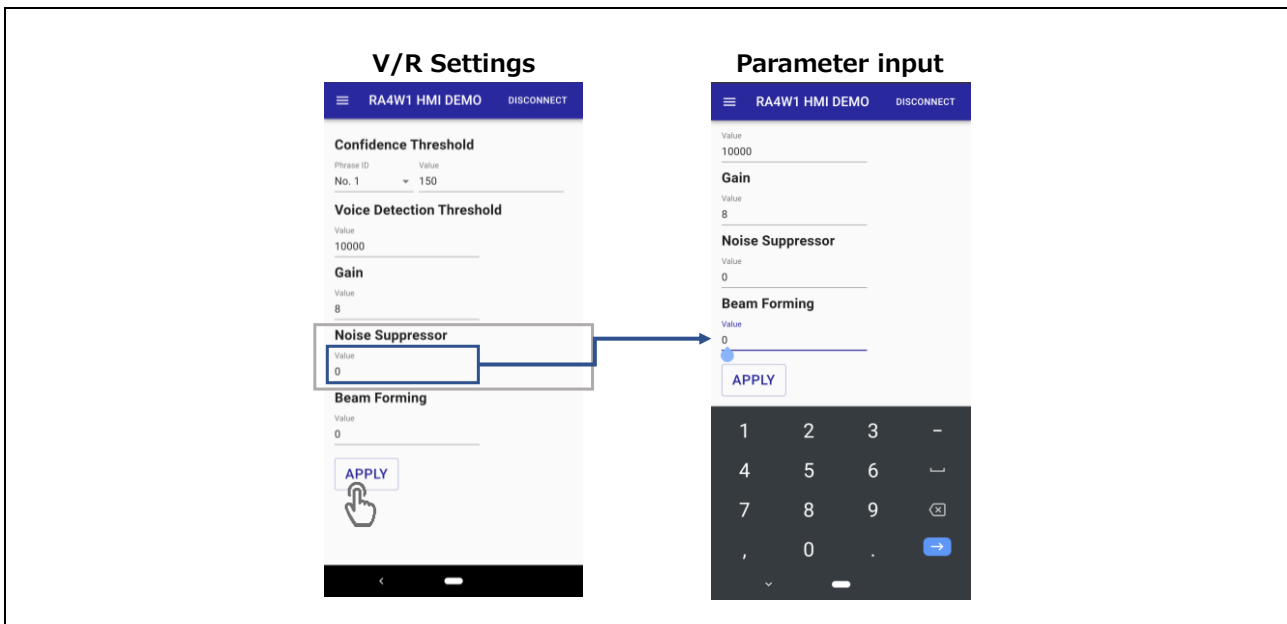 V/R Settings
RA4W1 HMI DEMO DISCONNECT
Confidence Threshold
Phrase ID Value
No. 1 150
Voice Detection Threshold
Value
10000
Gain
Value
8
Noise Suppressor
Value
0
Beam Forming
Value
0
APPLY
Parameter input
RA4W1 HMI DEMO DISCONNECT
Value
10000
Gain
Value
8
Noise Suppressor
Value
0
Beam Forming
Value
0
APPLY
1 2 3 -
4 5 6
7 8 9
, 0 .